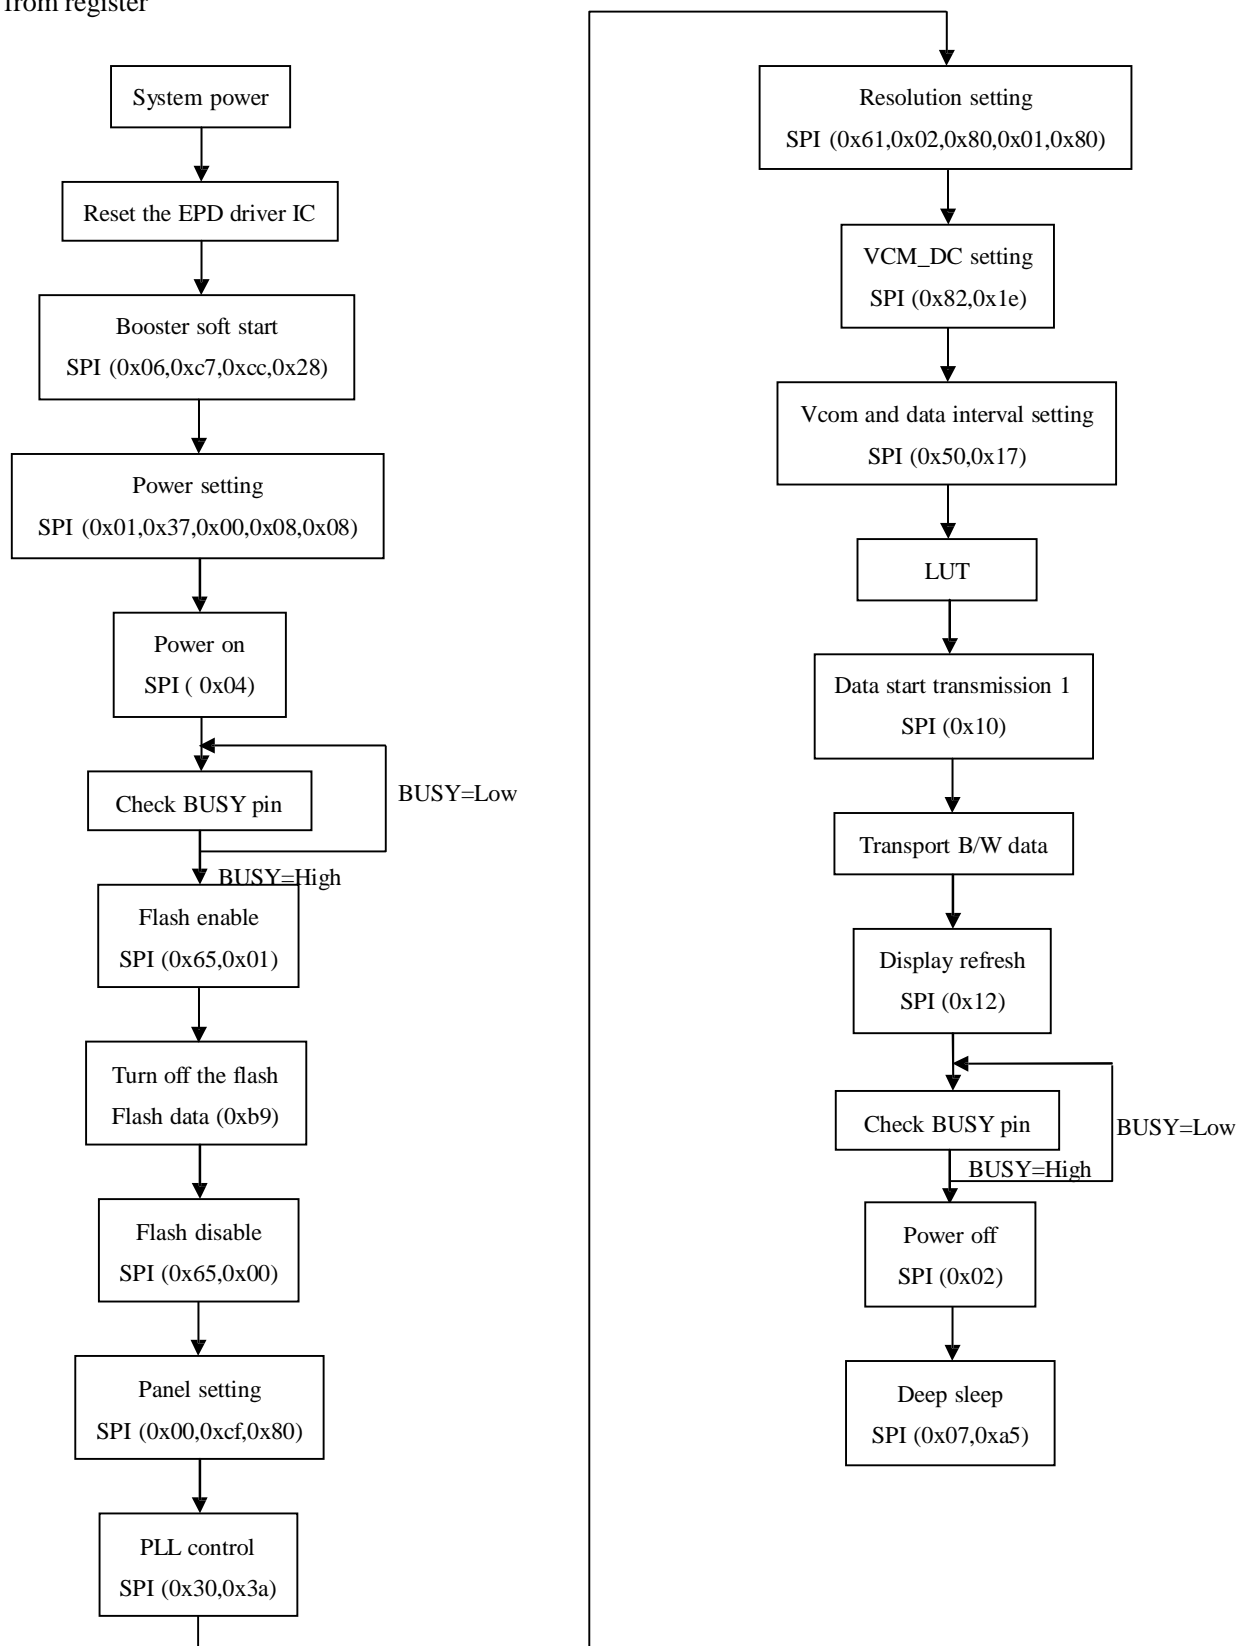 from register
System power
Reset the EPD driver IC
Booster soft start
SPI (0x06,0xc7,0xcc,0x28)
Power setting
SPI (0x01,0x37,0x00,0x08,0x08)
Power on
SPI ( 0x04)
Check BUSY pin
BUSY=Low
BUSY=High
Flash enable
SPI (0x65,0x01)
Turn off the flash
Flash data (0xb9)
Flash disable
SPI (0x65,0x00)
Panel setting
SPI (0x00,0xcf,0x80)
PLL control
SPI (0x30,0x3a)
Resolution setting
SPI (0x61,0x02,0x80,0x01,0x80)
VCM_DC setting
SPI (0x82,0x1e)
Vcom and data interval setting
SPI (0x50,0x17)
LUT
Data start transmission 1
SPI (0x10)
Transport B/W data
Display refresh
SPI (0x12)
Check BUSY pin
BUSY=Low
BUSY=High
Power off
SPI (0x02)
Deep sleep
SPI (0x07,0xa5)